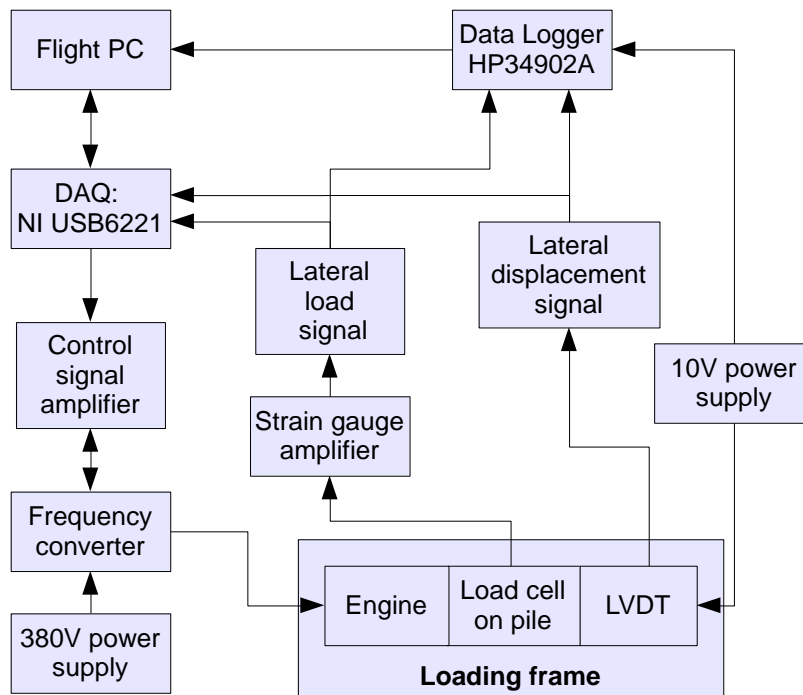 Flight PC
Data Logger
HP34902A
DAQ:
NI USB6221
Lateral
load
signal
Lateral
displacement
signal
Control
signal
amplifier
10V power
supply
Strain gauge
amplifier
Frequency
converter
Engine
Load cell
on pile
LVDT
380V power
supply
Loading frame